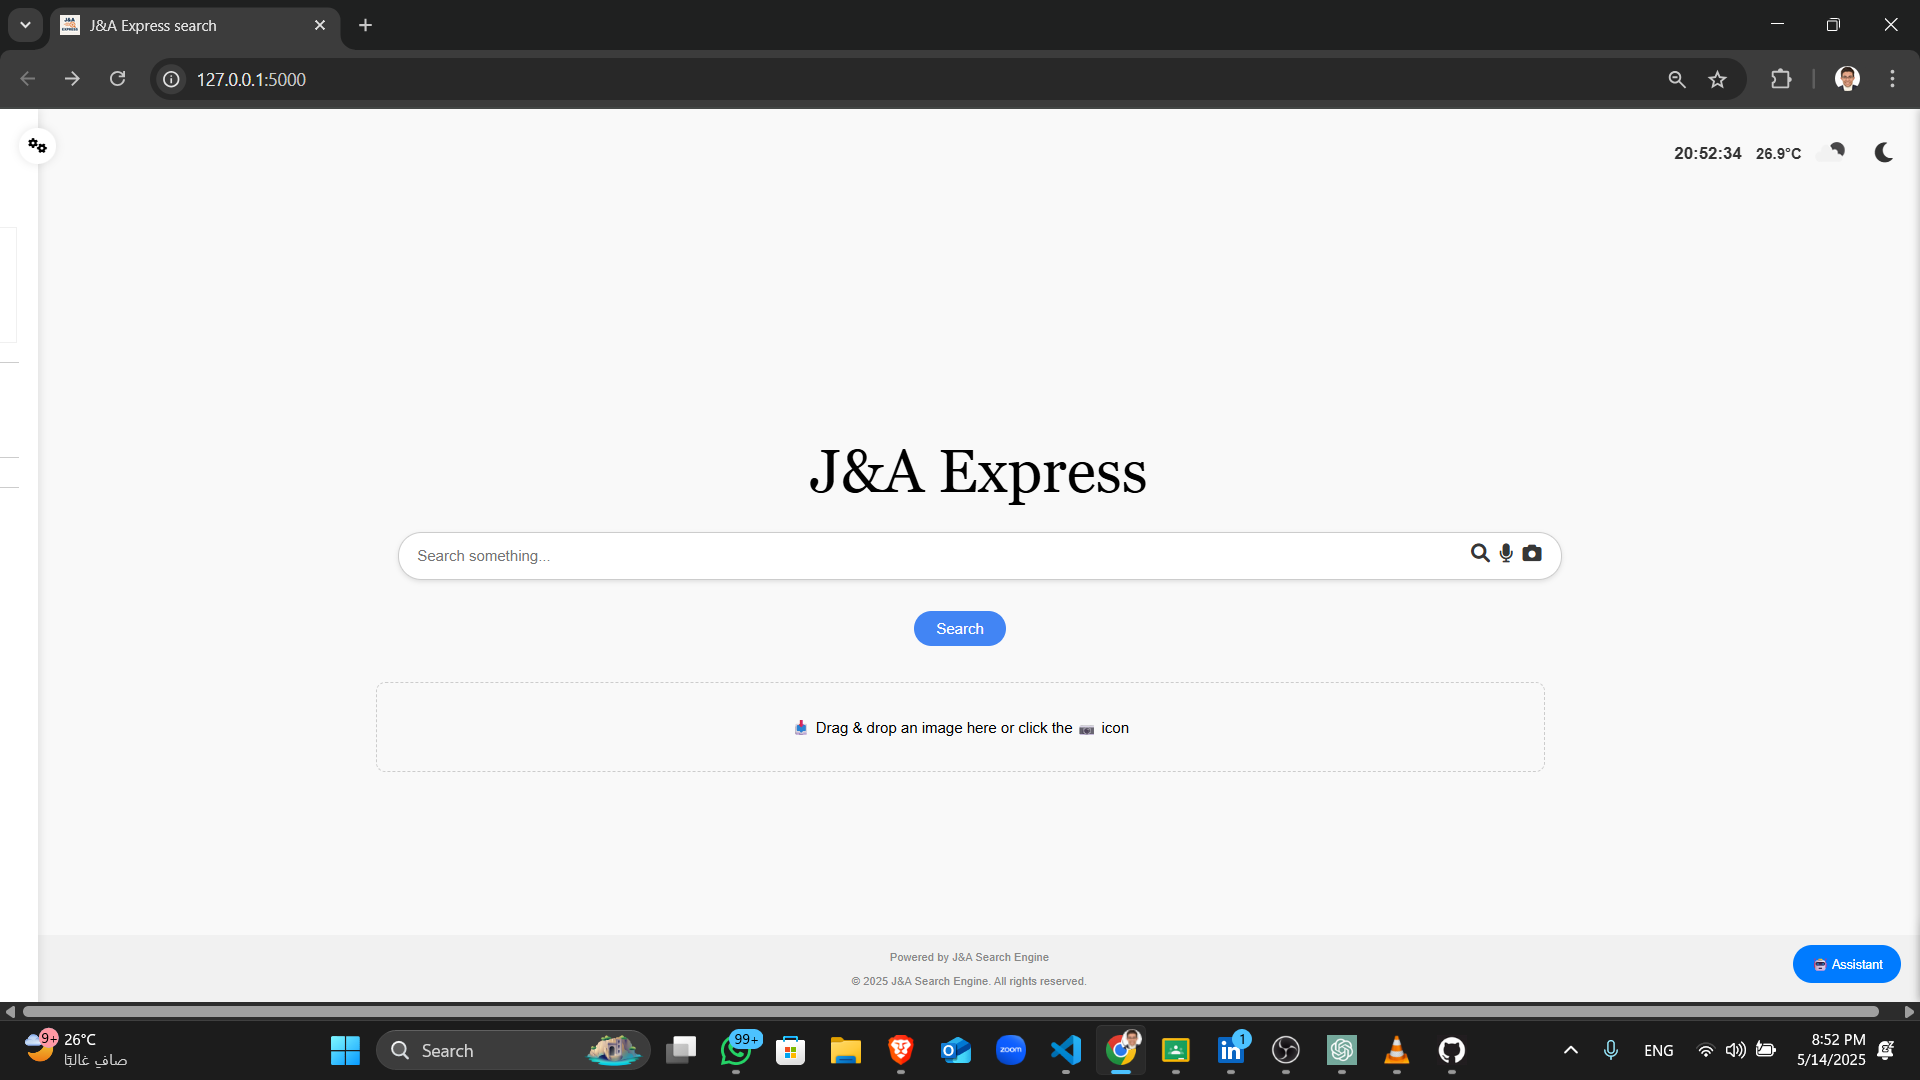 J&A Express search
127.0.0.1:5000
20:52:34 26.9°C
J&A Express
Search something...
Search
Drag & drop an image here or click the icon
Powered by J&A Search Engine
© 2025 J&A Search Engine. All rights reserved.
Assistant
9+
26°C
صافٍ غالبًا
Search
99+
zoom
1
ENG
8:52 PM
5/14/2025